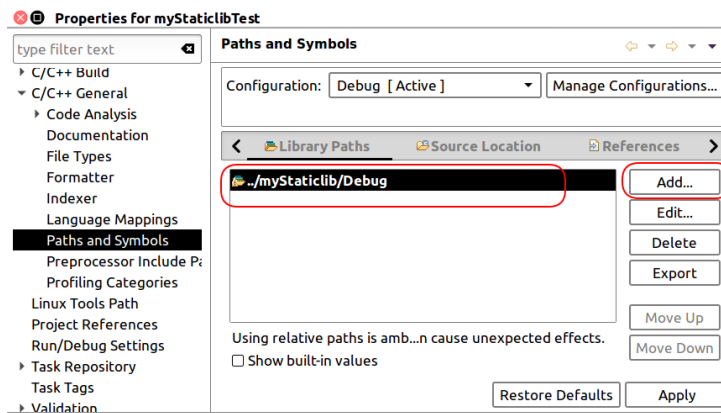 Properties for myStaticlibTest
type filter text
C/C++ Build
C/C++ General
Code Analysis
Documentation
File Types
Formatter
Indexer
Language Mappings
Paths and Symbols
Preprocessor Include Pa
Profiling Categories
Linux Tools Path
Project References
Run/Debug Settings
Task Repository
Task Tags
Validation
Paths and Symbols
Configuration: Debug [ Active ] Manage Configurations...
Library Paths Source Location References
../myStaticlib/Debug
Add...
Edit...
Delete
Export
Move Up
Move Down
Using relative paths is amb...n cause unexpected effects.
Show built-in values
Restore Defaults Apply